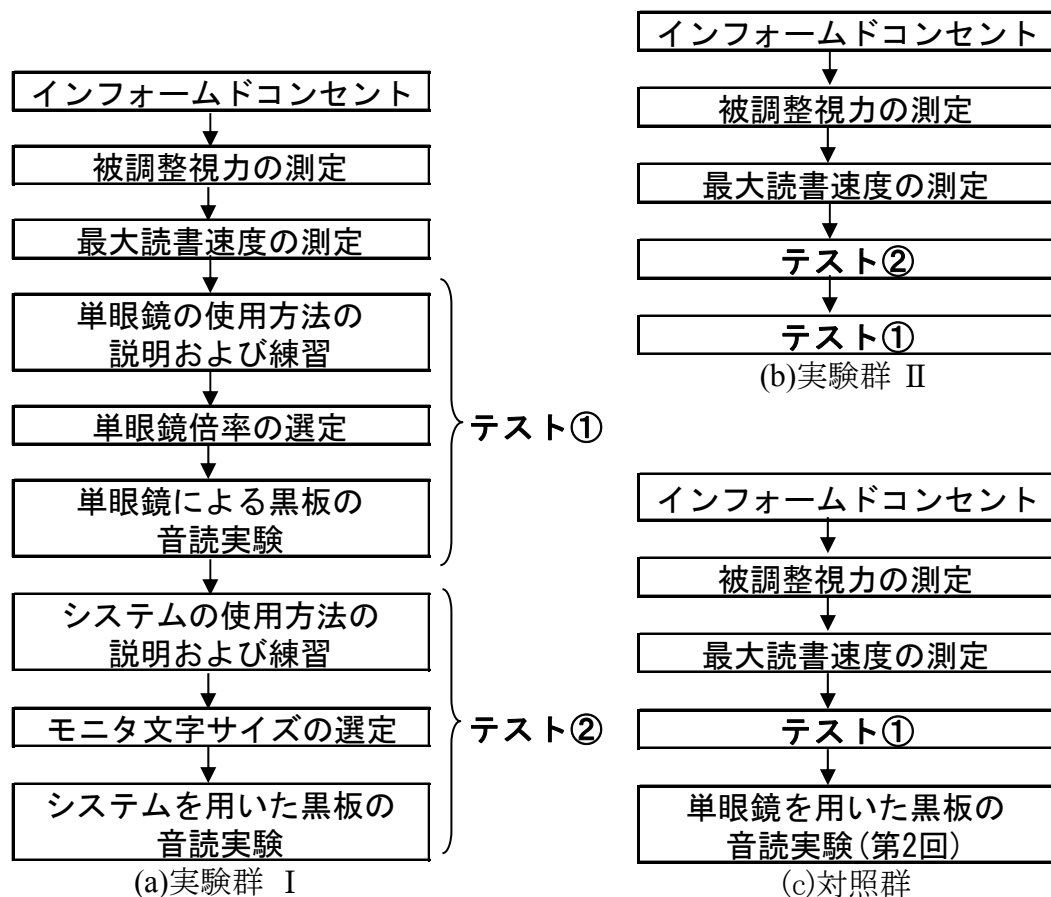 インフォームドコンセント
被調整視力の測定
最大読書速度の測定
単眼鏡の使用方法の
説明および練習
単眼鏡倍率の選定
単眼鏡による黒板の
音読実験
テスト①
システムの使用方法の
説明および練習
モニタ文字サイズの選定
システムを用いた黒板の
音読実験
テスト②
(a)実験群 Ⅰ
インフォームドコンセント
被調整視力の測定
最大読書速度の測定
テスト②
テスト①
(b)実験群 Ⅱ
インフォームドコンセント
被調整視力の測定
最大読書速度の測定
テスト①
単眼鏡を用いた黒板の
音読実験(第2回)
(c)対照群